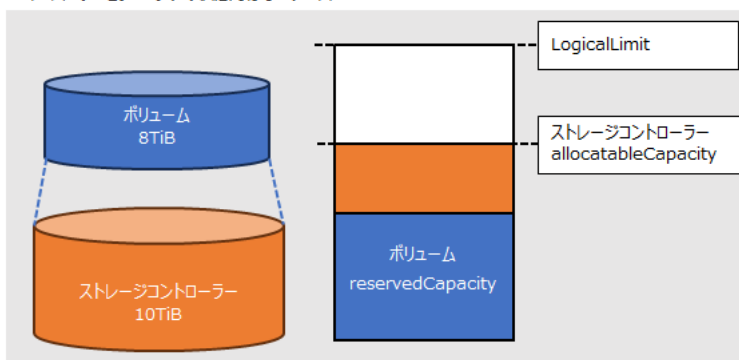 LogicalLimit
ボリューム
8TiB
ストレージコントローラー
allocatableCapacity
ボリューム
reservedCapacity
ストレージコントローラー
10TiB